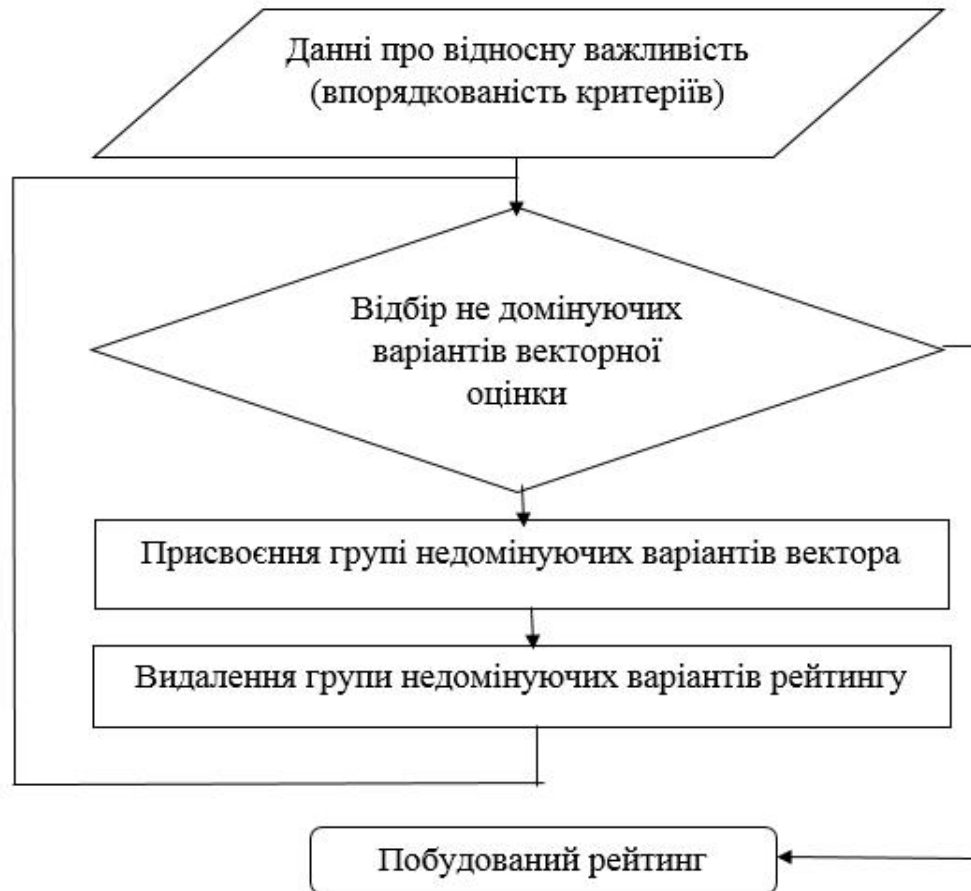 Данні про відносну важливість
(впорядкованість критеріїв)
Відбір не домінуючих
варіантів векторної
оцінки
Присвоєння групі недомінуючих варіантів вектора
Видалення групи недомінуючих варіантів рейтингу
Побудований рейтинг